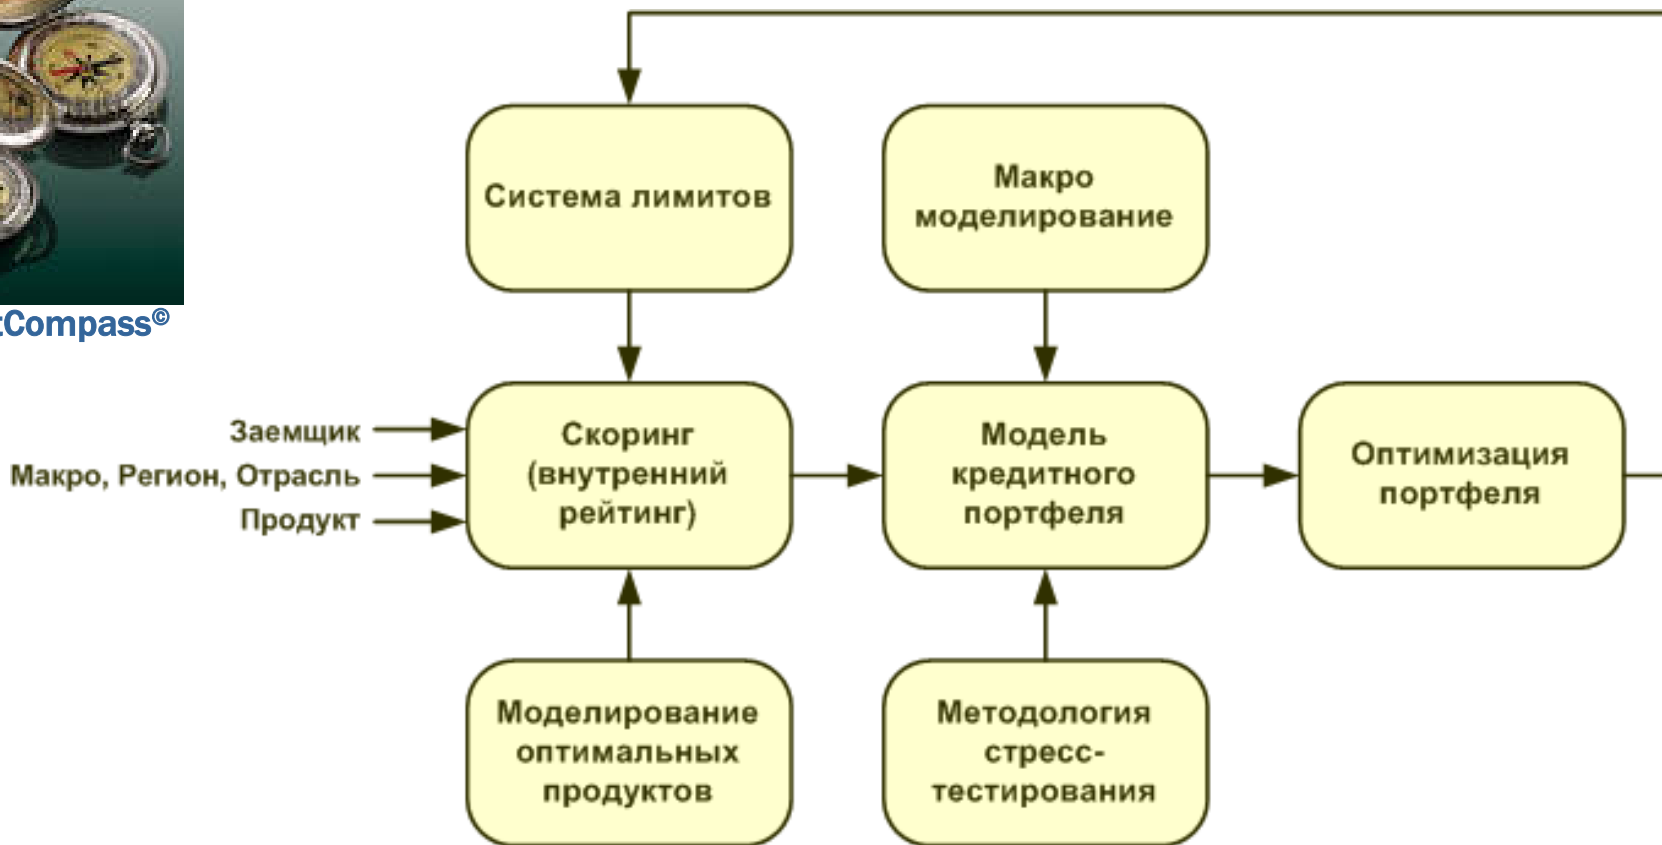 Система лимитов
Макро
моделирование
tCompass©
Заемщик
Макро, Регион, Отрасль
Продукт
Скоринг
(внутренний
рейтинг)
Модель
кредитного
портфеля
Оптимизация
портфеля
Моделирование
оптимальных
продуктов
Методология
стресс-
тестирования